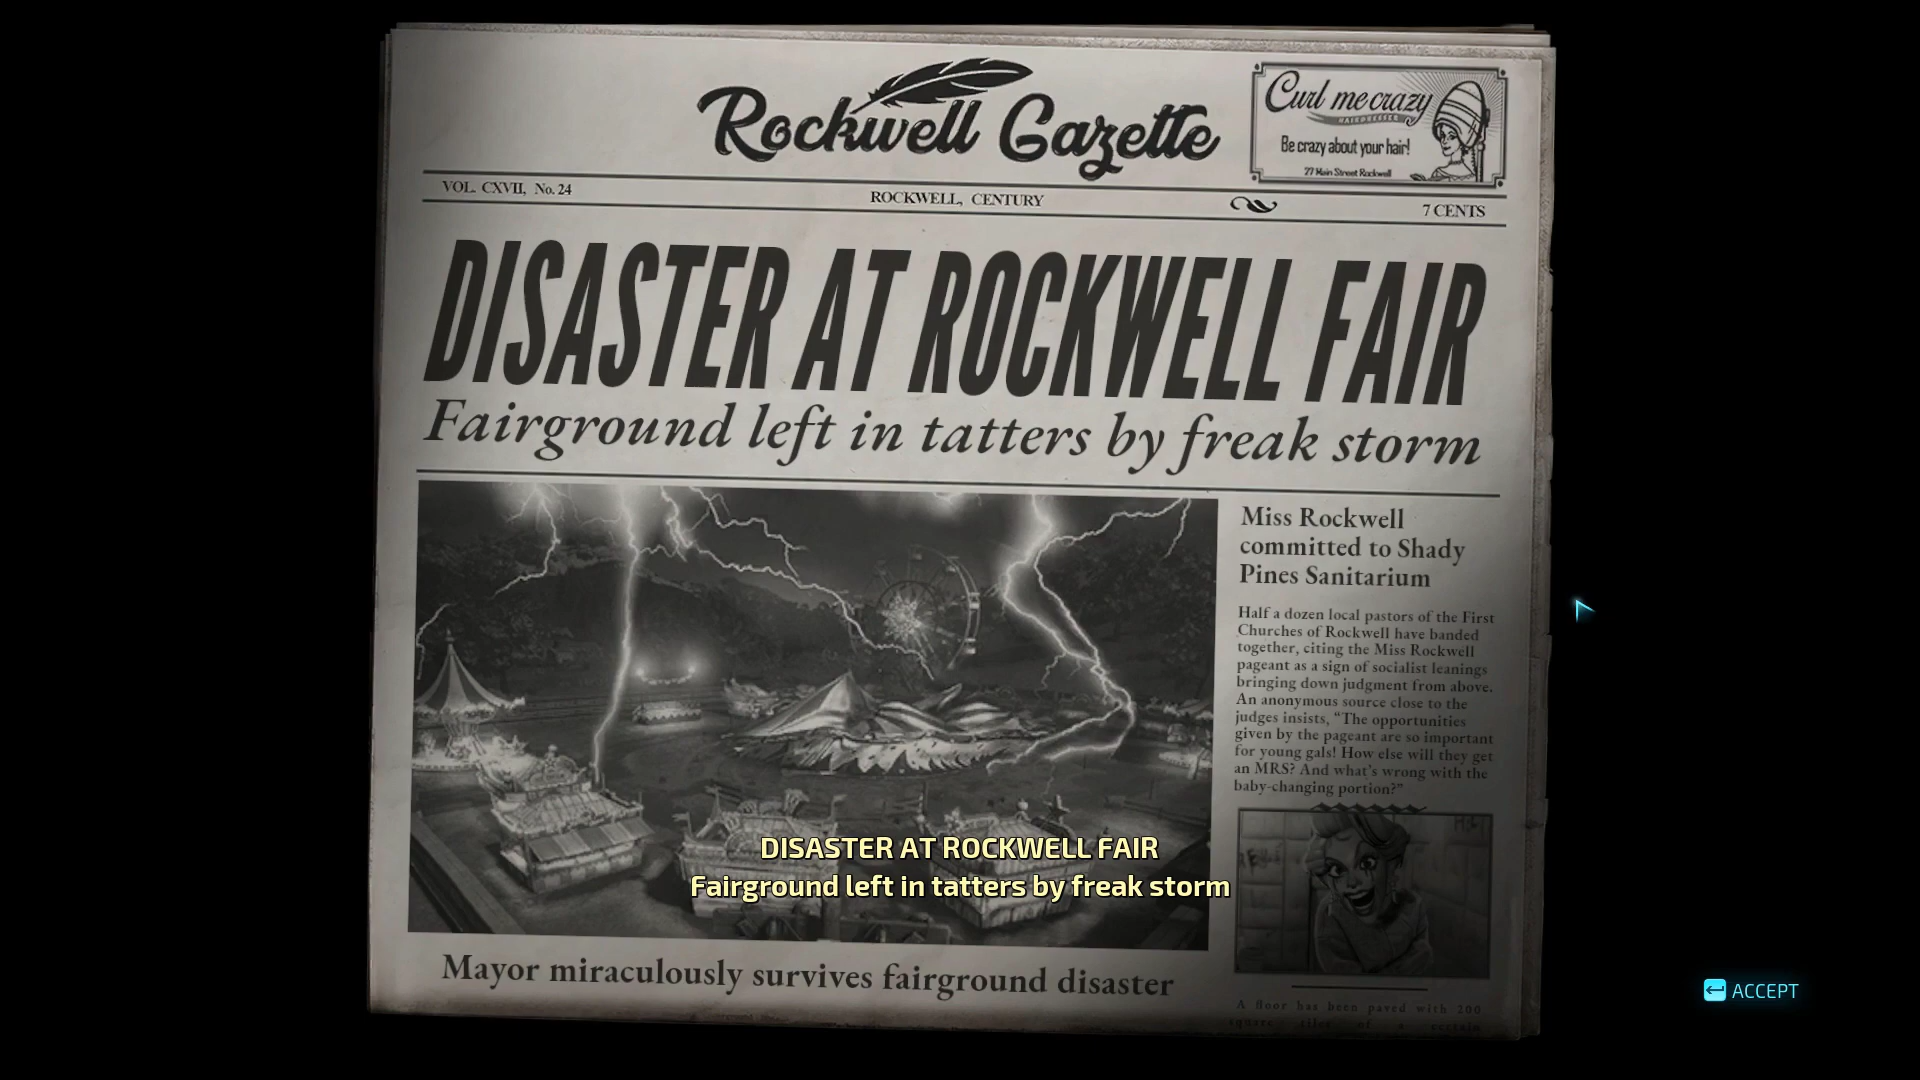 Rockwell Gazette
Curl me crazy
HAIRDRESSER
Be crazy about your hair!
27 Main Street Rockwell
VOL. CXVII, No. 24
ROCKWELL, CENTURY
7 CENTS
DISASTER AT ROCKWELL FAIR
Fairground left in tatters by freak storm
Miss Rockwell
committed to Shady
Pines Sanitarium
Half a dozen local pastors of the First
Churches of Rockwell have banded
together, citing the Miss Rockwell
pageant as a sign of socialist leanings
bringing down judgment from above.
An anonymous source close to the
judges insists, “The opportunities
given by the pageant are so important
for young gals! How else will they get
an MRS? And what's wrong with the
baby-changing portion?”
DISASTER AT ROCKWELL FAIR
Fairground left in tatters by freak storm
Mayor miraculously survives fairground disaster
A floor has been paved with 200
square tiles of a certain
ACCEPT